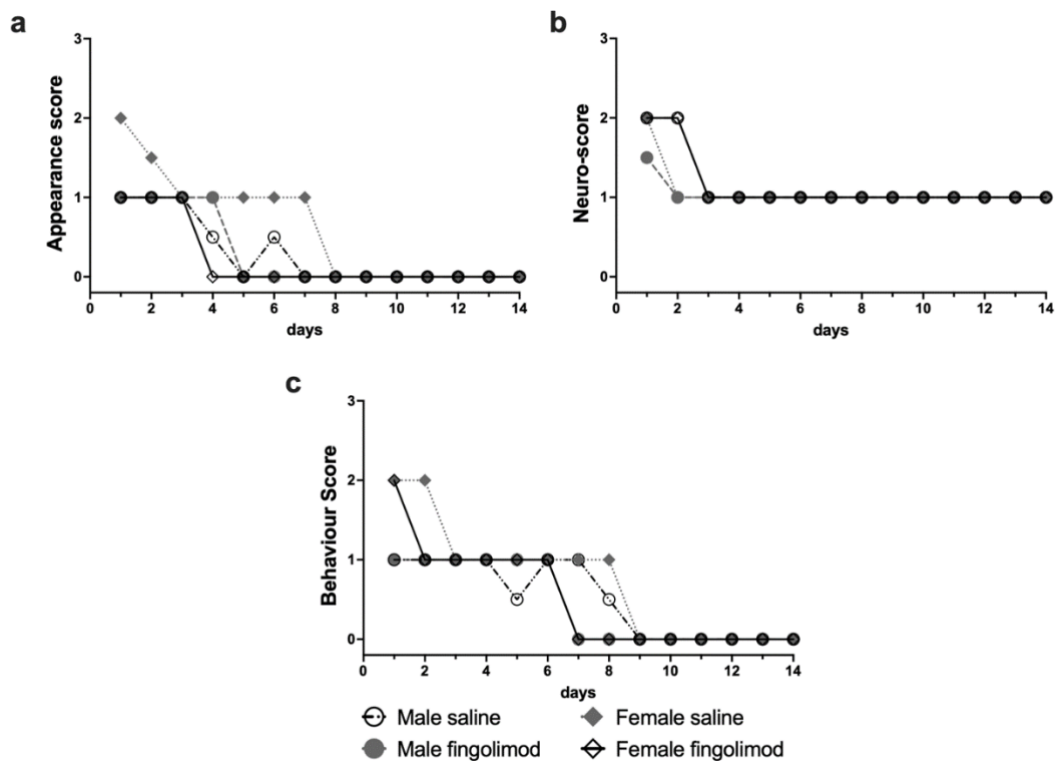 a
3
2
1
0
Appearance score
0 2 4 6 8 10 12 14
days
b
3
2
1
0
Neuro-score
0 2 4 6 8 10 12 14
days
c
3
2
1
0
Behaviour Score
0 2 4 6 8 10 12 14
days
Male saline
Female saline
Male fingolimod
Female fingolimod